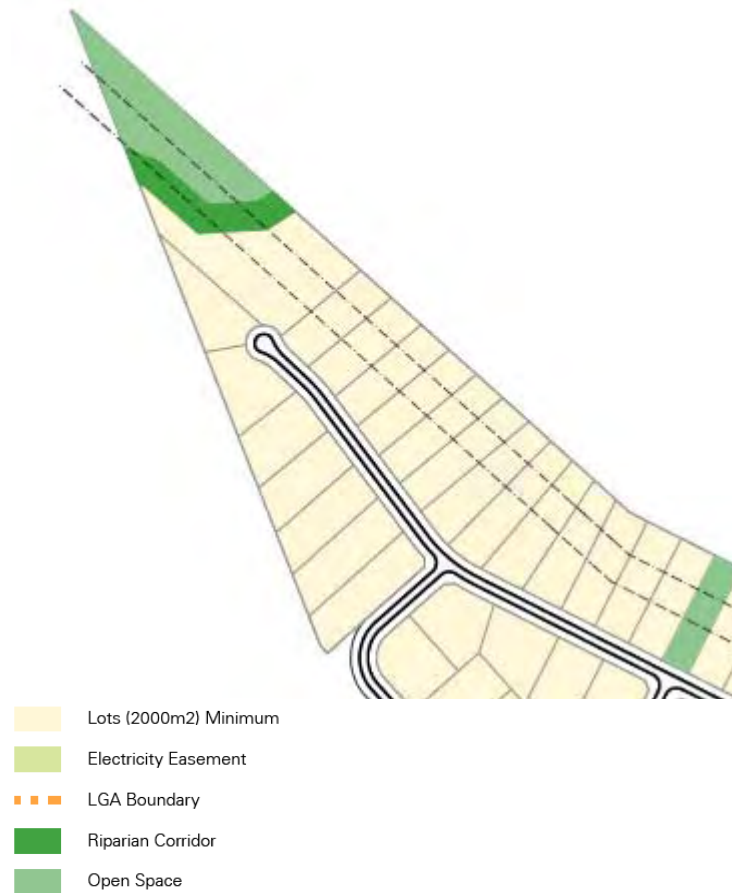 Lots (2000m2) Minimum
Electricity Easement
LGA Boundary
Riparian Corridor
Open Space